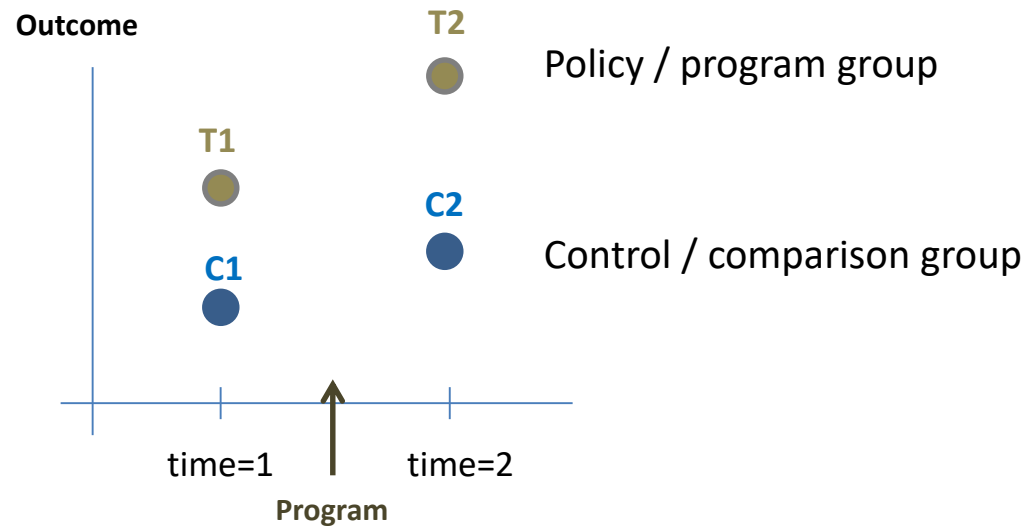 Outcome
T2
Policy / program group
T1
C2
Control / comparison group
C1
time=1
time=2
Program